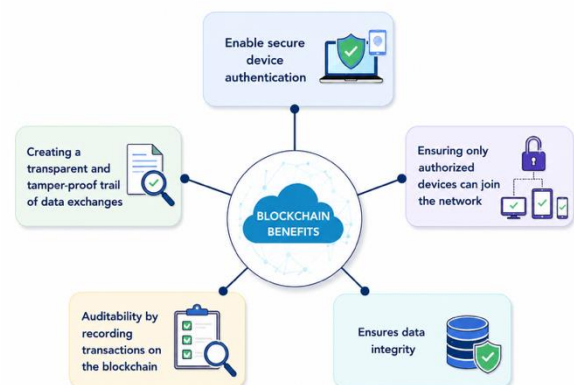 Enable secure
device
authentication
Creating a
transparent and
tamper-proof trail
of data exchanges
Ensuring only
authorized
devices can join
the network
BLOCKCHAIN
BENEFITS
Auditability by
recording
transactions on
the blockchain
Ensures data
integrity